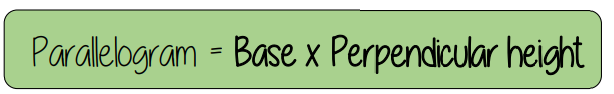 Parallelogram = Base x Perpendicular height